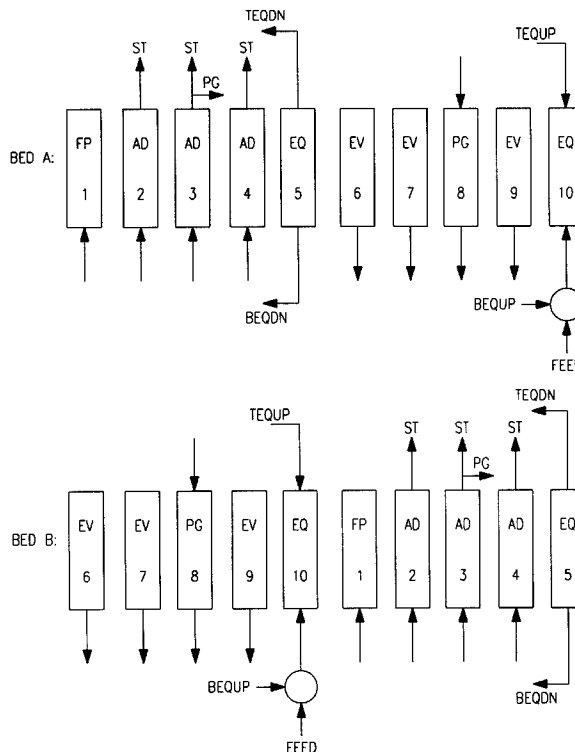 TEQDN
TEQUP
ST ST ST
PG
BED A:
FP AD AD AD EQ EV EV PG EV EQ
1 2 3 4 5 6 7 8 9 10
BEQDN
BEQUP
FEE
TEQDN
TEQUP
ST ST ST
PG
BED B:
EV EV PG EV EQ FP AD AD AD EQ
6 7 8 9 10 1 2 3 4 5
BEQUP
BEQDN
FEED